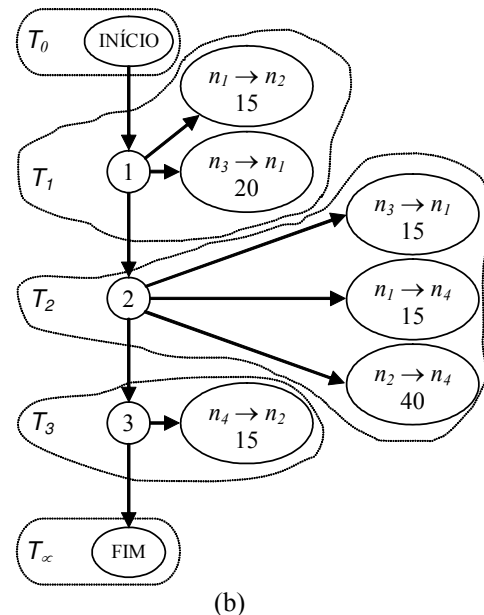 T₀
INÍCIO
n₁ → n₂
15
T₁
1
n₃ → n₁
20
n₃ → n₁
15
T₂
2
n₁ → n₄
15
n₂ → n₄
40
T₃
3
n₄ → n₂
15
T∝
FIM
(b)